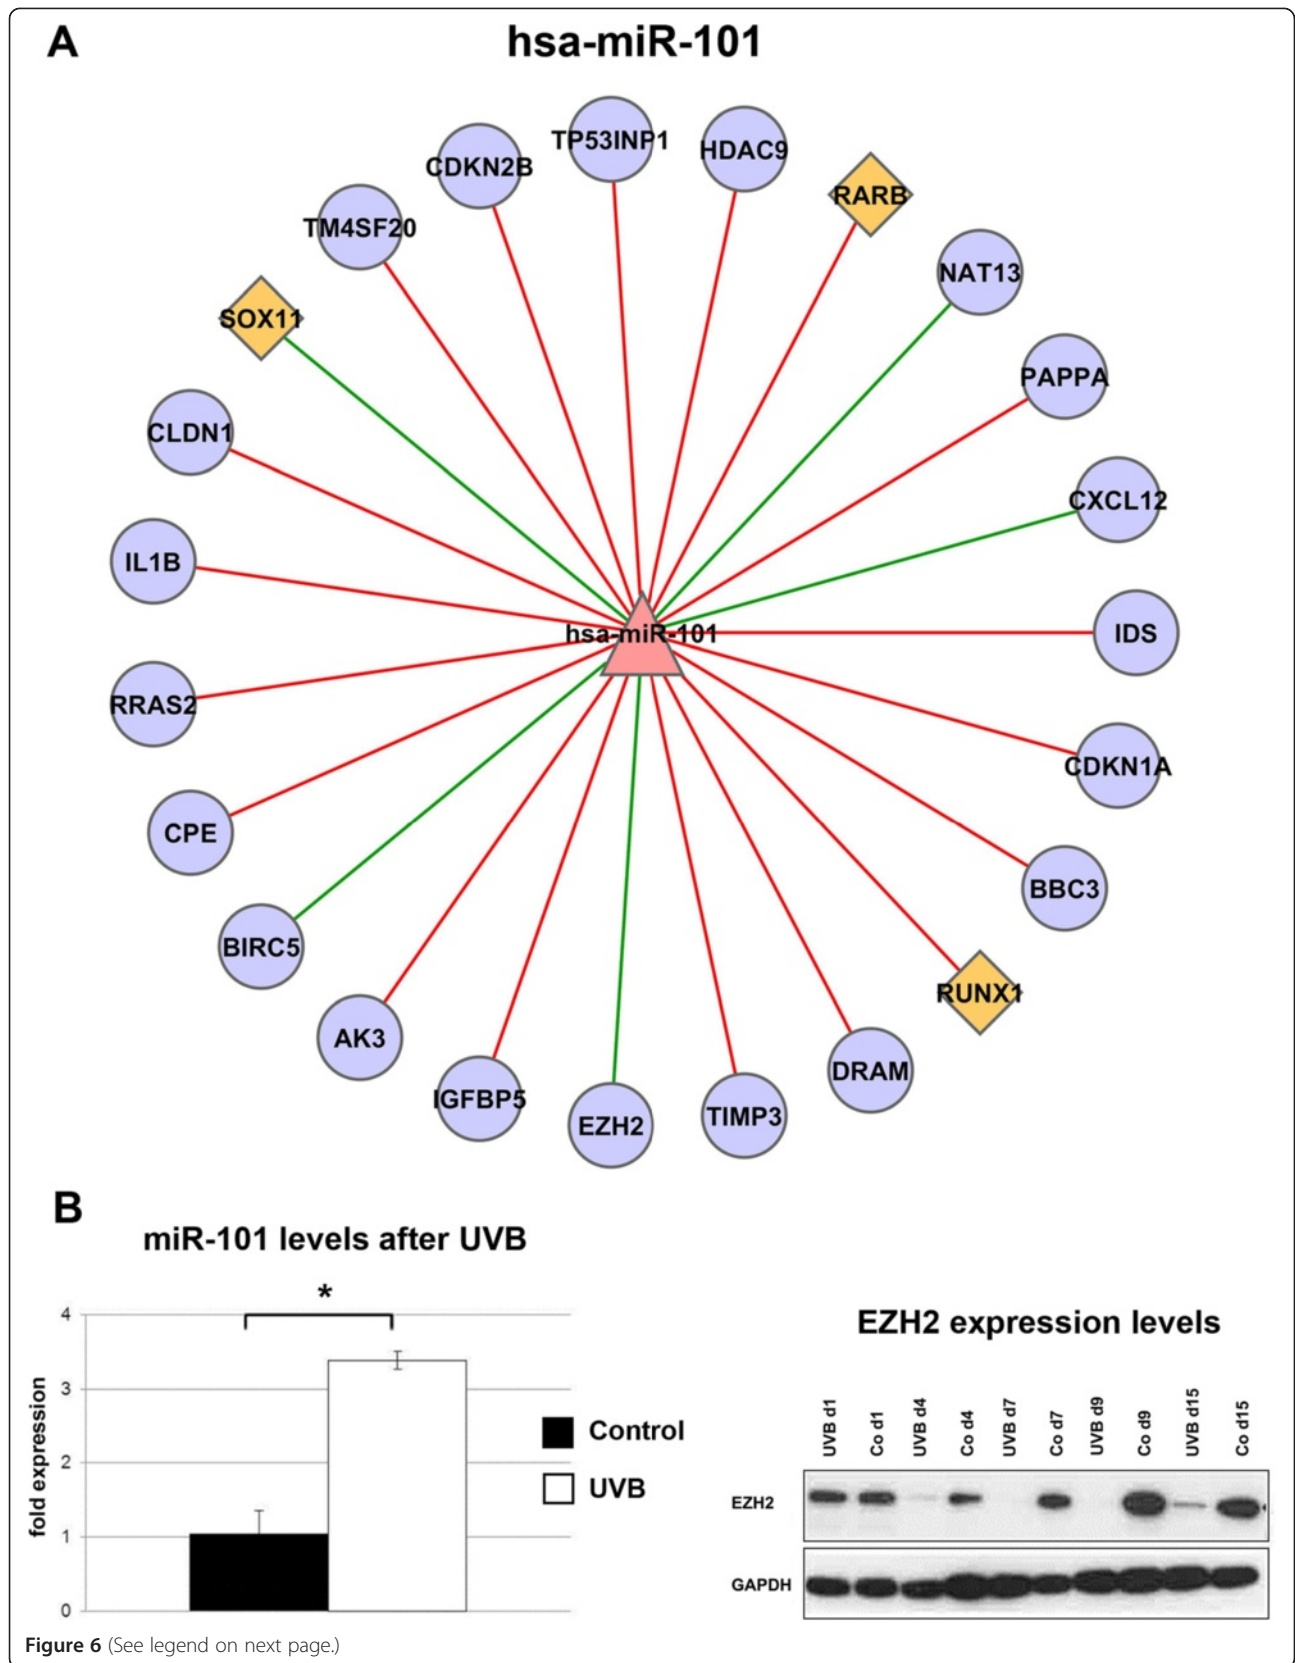 A
hsa-miR-101
TP53INP1
HDAC9
CDKN2B
RARB
TM4SF20
NAT13
SOX11
PAPPA
CLDN1
CXCL12
IL1B
hsa-miR-101
IDS
RRAS2
CDKN1A
CPE
BBC3
BIRC5
RUNX1
AK3
DRAM
IGFBP5
EZH2
TIMP3
B
miR-101 levels after UVB
*
4
3
2
1
0
fold expression
Control
UVB
EZH2 expression levels
UVB d1
Co d1
UVB d4
Co d4
UVB d7
Co d7
UVB d9
Co d9
UVB d15
Co d15
EZH2
GAPDH
Figure 6 (See legend on next page.)